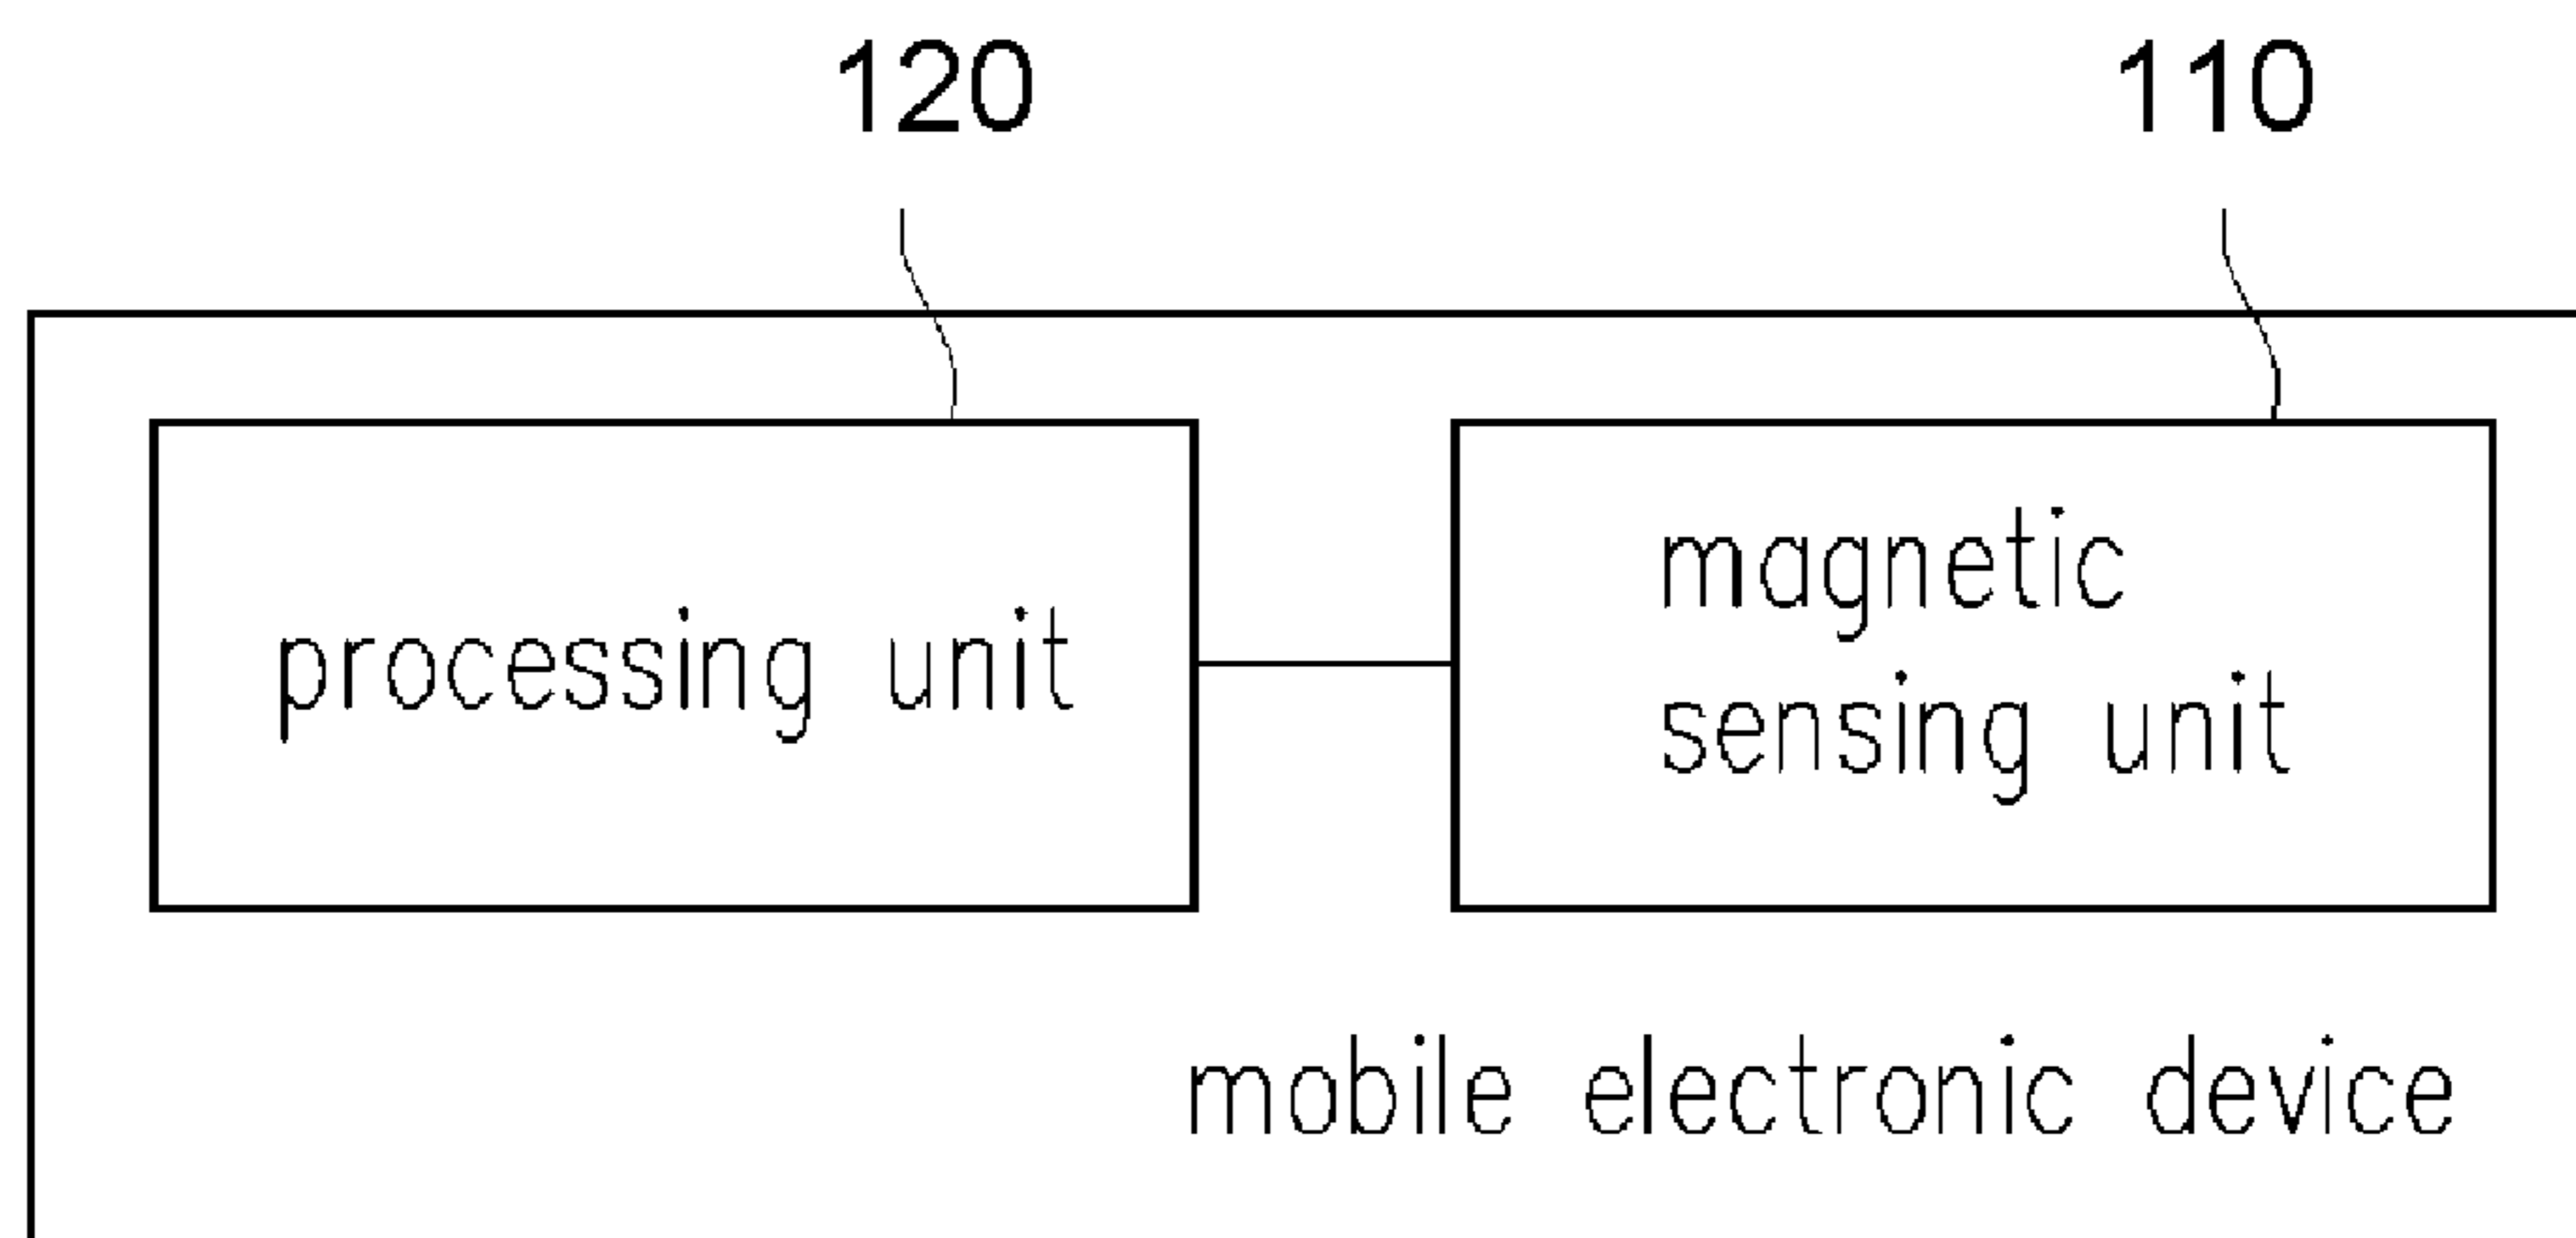 120
110
processing unit
magnetic
sensing unit
mobile electronic device